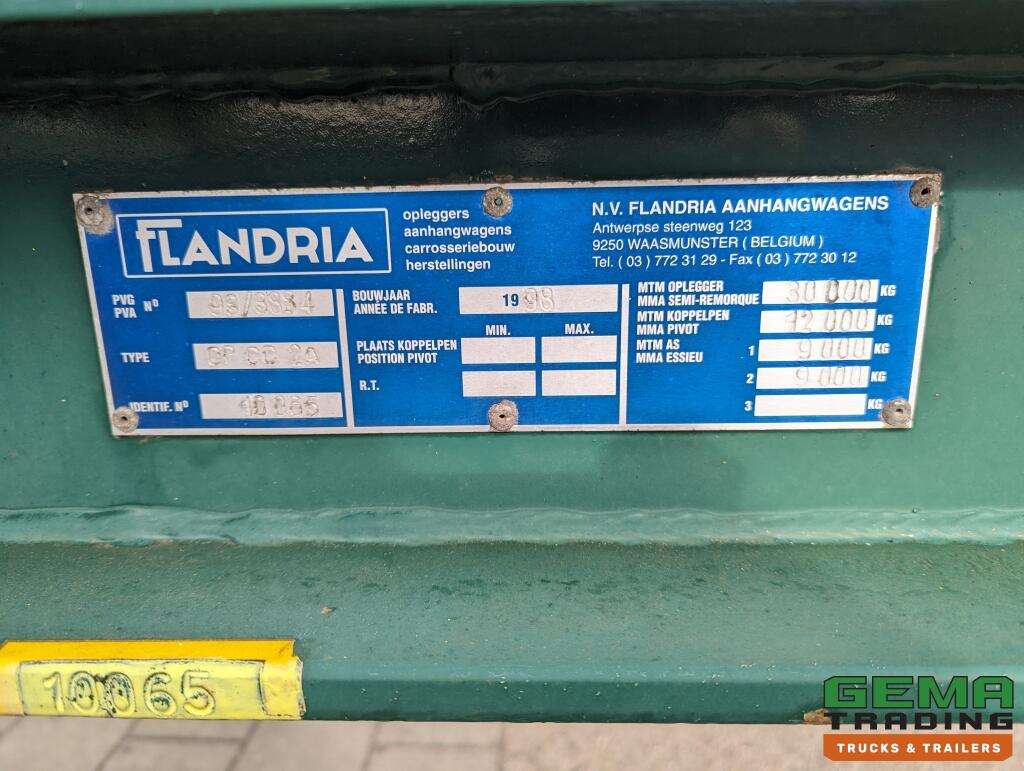 FLANDRIA
opleggers
aanhangwagens
carrosseriebouw
herstellingen
N.V. FLANDRIA AANHANGWAGENS
Antwerpse steenweg 123
9250 WAASMUNSTER ( BELGIUM )
Tel. ( 03 ) 772 31 29 - Fax ( 03 ) 772 30 12
PVG
PVA Nº
TYPE
IDENTIF. Nº 10065
BOUWJAAR
ANNÉE DE FABR. 1998
MIN. MAX.
PLAATS KOPPELPEN
POSITION PIVOT
R.T.
MTM OPLEGGER
MMA SEMI-REMORQUE 30 000 KG
MTM KOPPELPEN
MMA PIVOT 12 000 KG
MTM AS
MMA ESSIEU 1 9 000 KG
2 9 000 KG
3 KG
10065
GEMA
TRADING
TRUCKS & TRAILERS